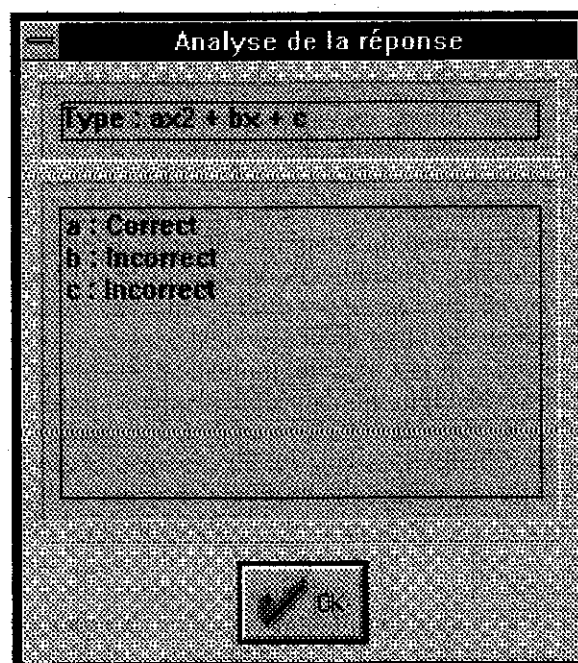 Analyse de la réponse
Type : ax2 + bx + c
a : Correct
b : Incorrect
c : Incorrect
OK